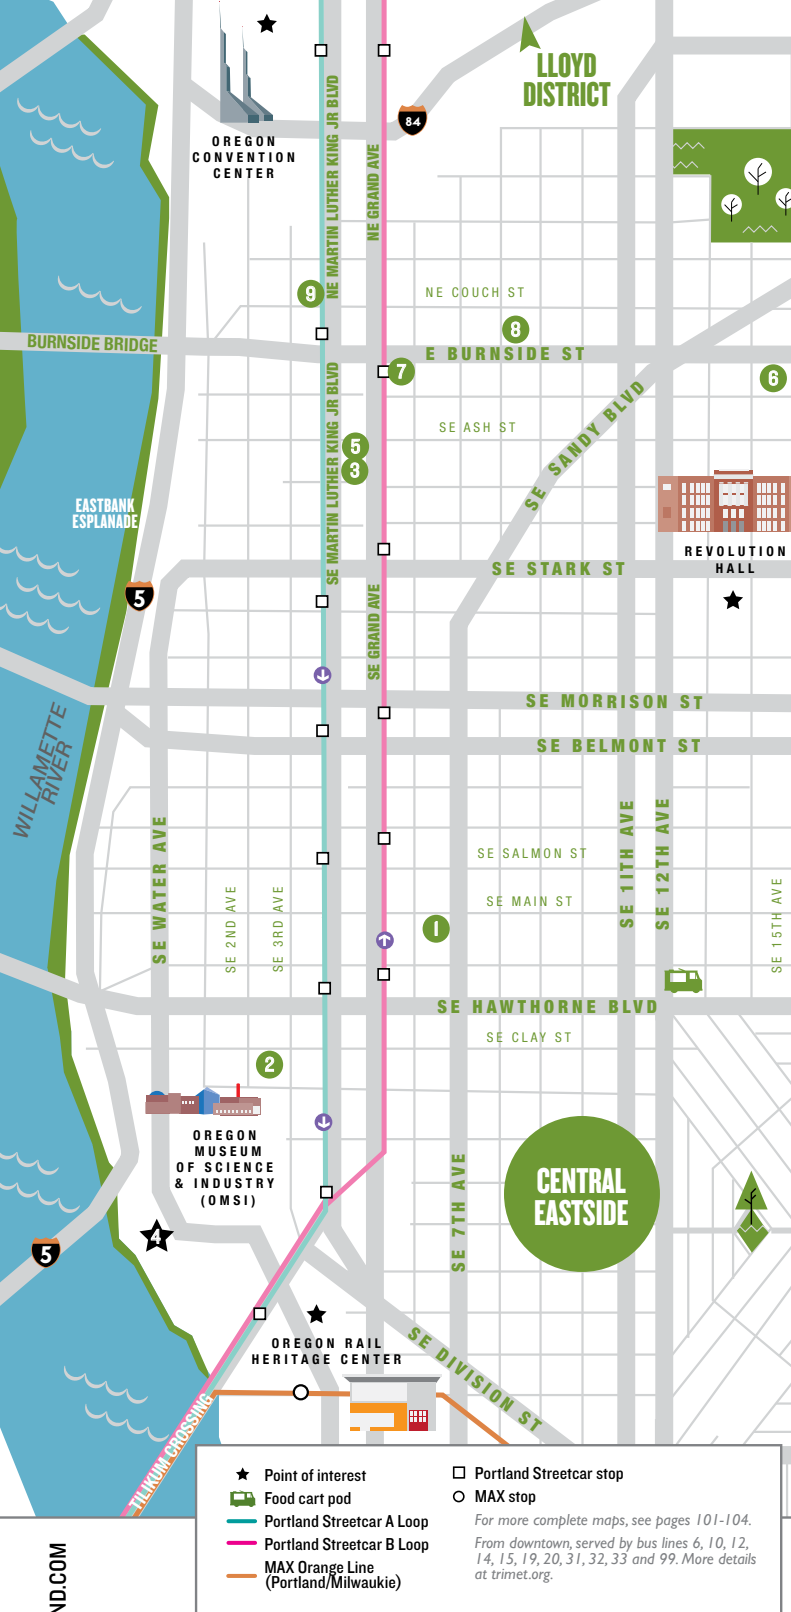 LLOYD
DISTRICT
84
OREGON
CONVENTION
CENTER
NE MARTIN LUTHER KING JR BLVD
NE GRAND AVE
9
NE COUCH ST
8
BURNSIDE BRIDGE
E BURNSIDE ST
7
6
SE MARTIN LUTHER KING JR BLVD
SE ASH ST
SE SANDY BLVD
5
3
EASTBANK
ESPLANADE
REVOLUTION
HALL
SE STARK ST
5
SE GRAND AVE
SE MORRISON ST
WILLAMETTE
RIVER
SE BELMONT ST
SE WATER AVE
SE 2ND AVE
SE 3RD AVE
SE SALMON ST
SE MAIN ST
SE 11TH AVE
SE 12TH AVE
SE 15TH AVE
1
SE HAWTHORNE BLVD
SE CLAY ST
2
OREGON
MUSEUM
OF SCIENCE
& INDUSTRY
(OMSI)
CENTRAL
EASTSIDE
SE 7TH AVE
4
5
OREGON RAIL
HERITAGE CENTER
SE DIVISION ST
TILIKUM CROSSING
Point of interest
Food cart pod
Portland Streetcar A Loop
Portland Streetcar B Loop
MAX Orange Line
(Portland/Milwaukie)
Portland Streetcar stop
MAX stop
For more complete maps, see pages 101-104.
From downtown, served by bus lines 6, 10, 12,
14, 15, 19, 20, 31, 32, 33 and 99. More details
at trimet.org.
ND.COM